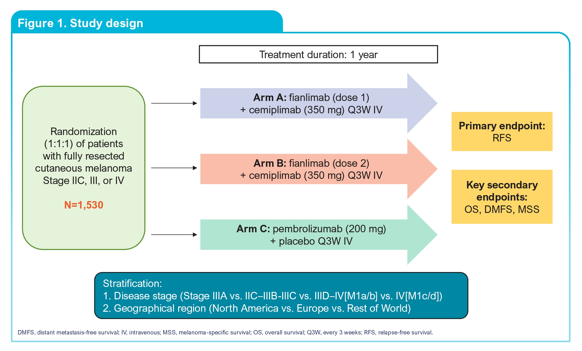 Figure 1. Study design
Treatment duration: 1 year
Randomization
(1:1:1) of patients
with fully resected
cutaneous melanoma
Stage IIC, III, or IV
N=1,530
Arm A: fianlimab (dose 1)
+ cemiplimab (350 mg) Q3W IV
Arm B: fianlimab (dose 2)
+ cemiplimab (350 mg) Q3W IV
Arm C: pembrolizumab (200 mg)
+ placebo Q3W IV
Primary endpoint:
RFS
Key secondary
endpoints:
OS, DMFS, MSS
Stratification:
1. Disease stage (Stage IIIA vs. IIC–IIIB-IIIC vs. IIID–IV[M1a/b] vs. IV[M1c/d])
2. Geographical region (North America vs. Europe vs. Rest of World)
DMFS, distant metastasis-free survival; IV, intravenous; MSS, melanoma-specific survival; OS, overall survival; Q3W, every 3 weeks; RFS, relapse-free survival.